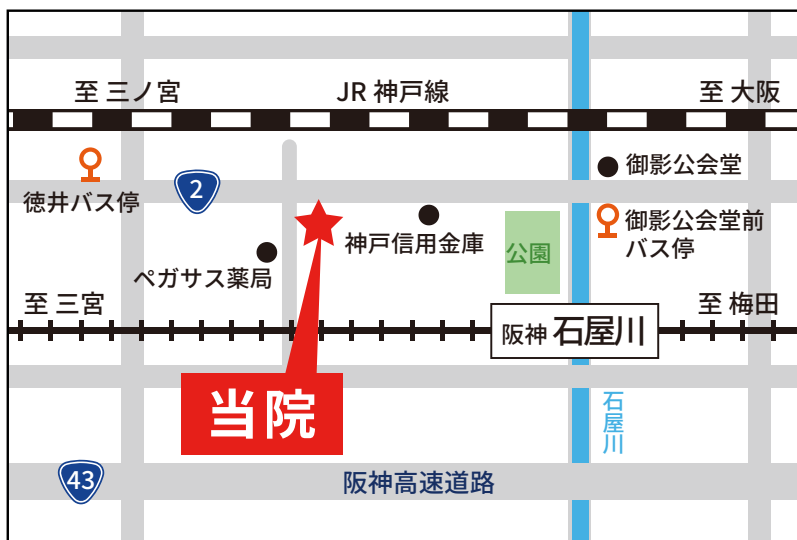 至 三ノ宮
JR 神戸線
至 大阪
徳井バス停
2
御影公会堂
御影公会堂前
バス停
神戸信用金庫
公園
ペガサス薬局
至 三宮
至 梅田
阪神 石屋川
当院
石屋川
43
阪神高速道路